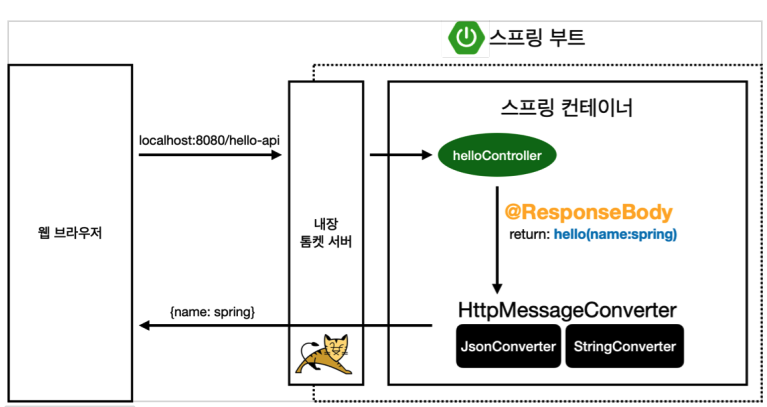 스프링 부트
스프링 컨테이너
localhost:8080/hello-api
helloController
@ResponseBody
return: hello(name:spring)
웹 브라우저
내장
톰켓 서버
{name: spring}
HttpMessageConverter
JsonConverter
StringConverter